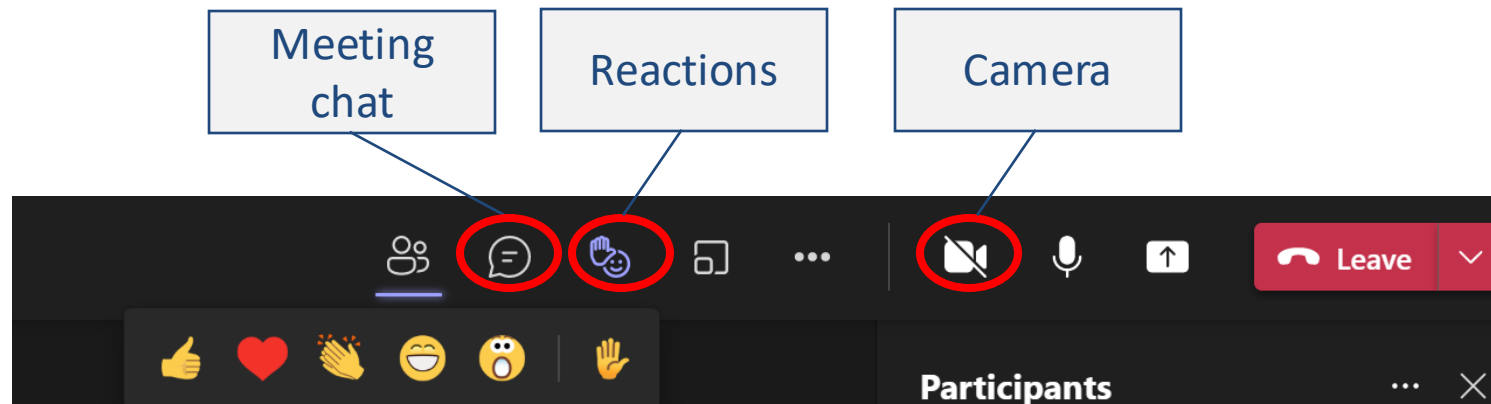 Meeting
chat
Reactions
Camera
Leave
Participants